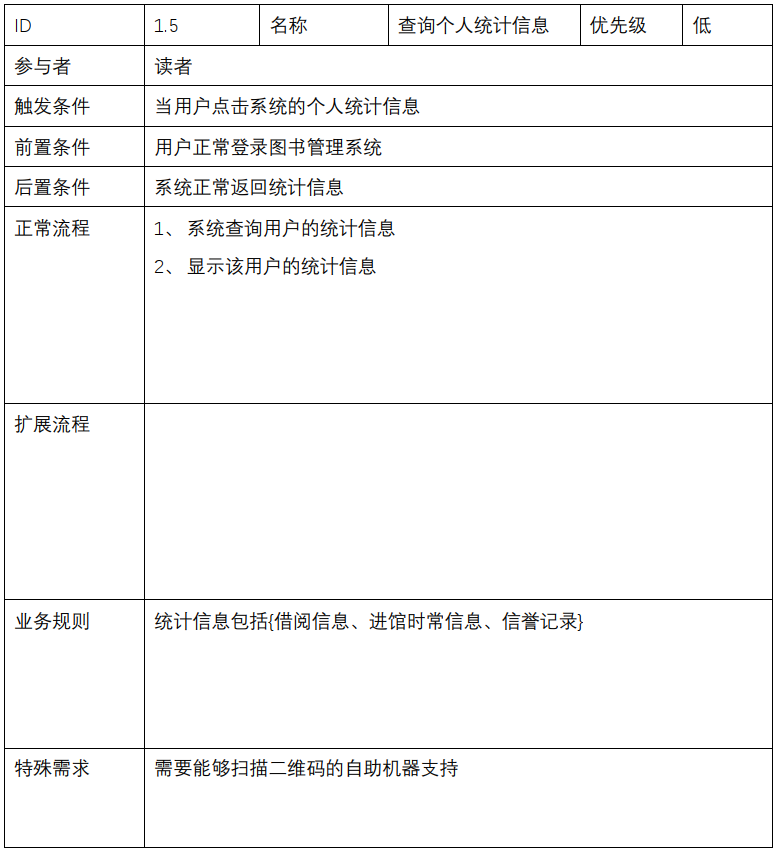 ID 1.5 名称 查询个人统计信息 优先级 低
参与者 读者
触发条件 当用户点击系统的个人统计信息
前置条件 用户正常登录图书管理系统
后置条件 系统正常返回统计信息
正常流程 1、 系统查询用户的统计信息
2、 显示该用户的统计信息
扩展流程
业务规则 统计信息包括{借阅信息、进馆时常信息、信誉记录}
特殊需求 需要能够扫描二维码的自助机器支持